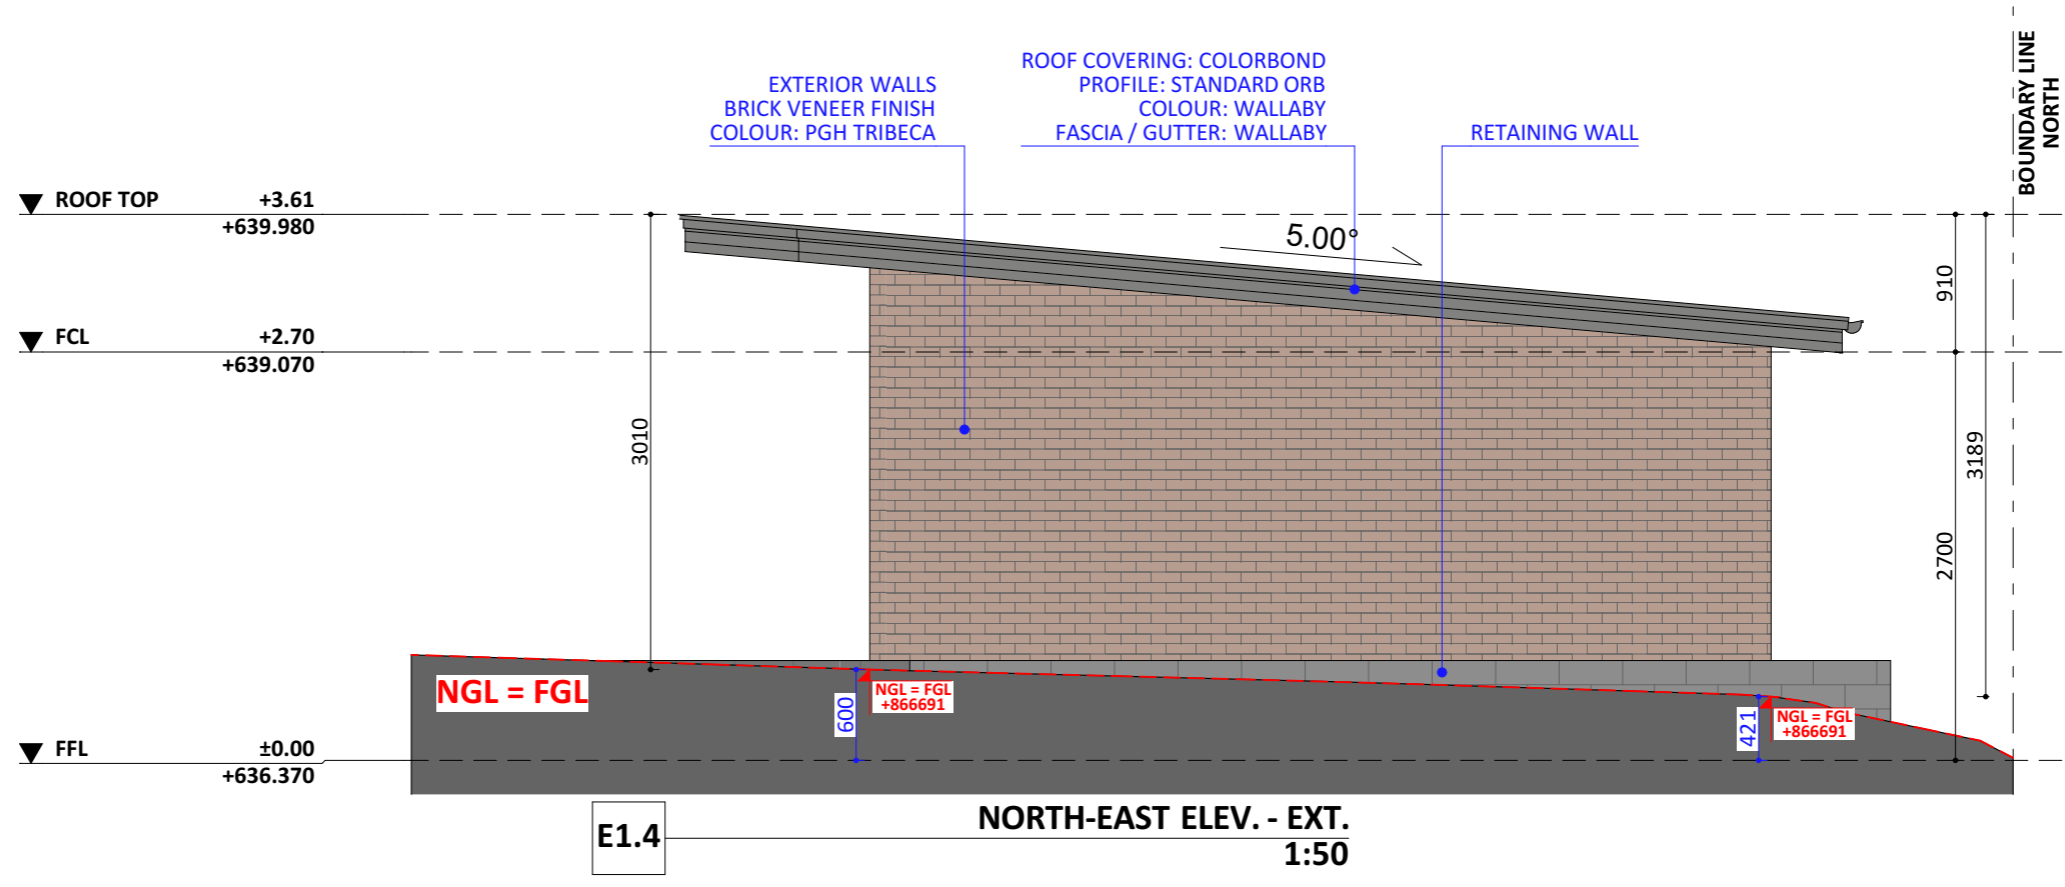 EXTERIOR WALLS
BRICK VENEER FINISH
COLOUR: PGH TRIBECA
ROOF COVERING: COLORBOND
PROFILE: STANDARD ORB
COLOUR: WALLABY
FASCIA / GUTTER: WALLABY
RETAINING WALL
BOUNDARY LINE
NORTH
ROOF TOP +3.61
+639.980
5.00°
910
FCL +2.70
+639.070
3010
3189
2700
NGL = FGL
600
NGL = FGL
+866691
421
NGL = FGL
+866691
FFL ±0.00
+636.370
E1.4
NORTH-EAST ELEV. - EXT.
1:50